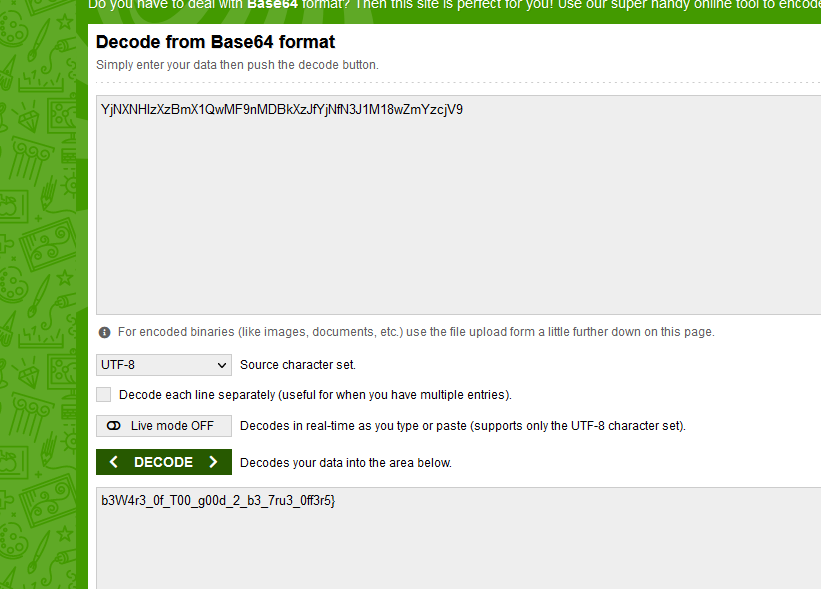 Do you have to deal with Base64 format? Then this site is perfect for you! Use our super handy online tool to encode
Decode from Base64 format
Simply enter your data then push the decode button.
YjNXNHIzXzBmX1QwMF9nMDBkXzJfYjNfN3J1M18wZmYzcjV9
For encoded binaries (like images, documents, etc.) use the file upload form a little further down on this page.
UTF-8 Source character set.
Decode each line separately (useful for when you have multiple entries).
Live mode OFF Decodes in real-time as you type or paste (supports only the UTF-8 character set).
DECODE Decodes your data into the area below.
b3W4r3_0f_T00_g00d_2_b3_7ru3_0ff3r5}